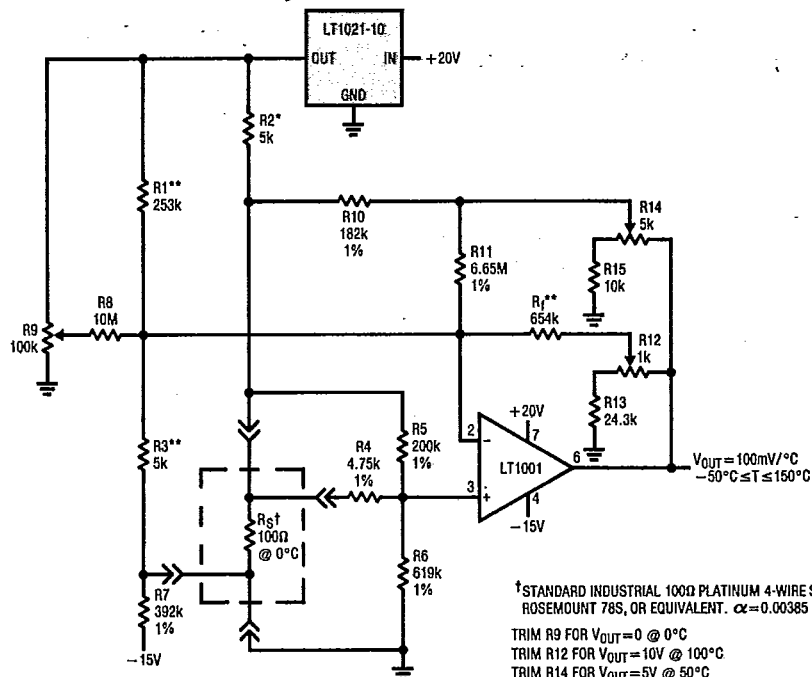 LT1021-10
OUT
IN
+20V
GND
R2*
5k
R1**
253k
R10
182k
1%
R14
5k
R11
6.65M
1%
R15
10k
R8
10M
Rf**
654k
R9
100k
R12
1k
R13
24.3k
+20V
R3**
5k
R5
200k
1%
R4
4.75k
1%
2
-
7
LT1001
6
3
+
4
-15V
VOUT=100mV/°C
-50°C≤T≤150°C
RS†
100Ω
@ 0°C
R6
619k
1%
R7
392k
1%
-15V
†STANDARD INDUSTRIAL 100Ω PLATINUM 4-WIRE S
ROSEMOUNT 78S, OR EQUIVALENT. α=0.00385
TRIM R9 FOR VOUT=0 @ 0°C
TRIM R12 FOR VOUT=10V @ 100°C
TRIM R14 FOR VOUT=5V @ 50°C